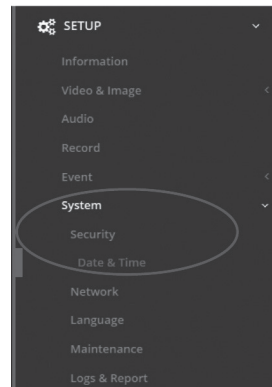 SETUP
Information
Video & Image
Audio
Record
Event
System
Security
Date & Time
Network
Language
Maintenance
Logs & Report